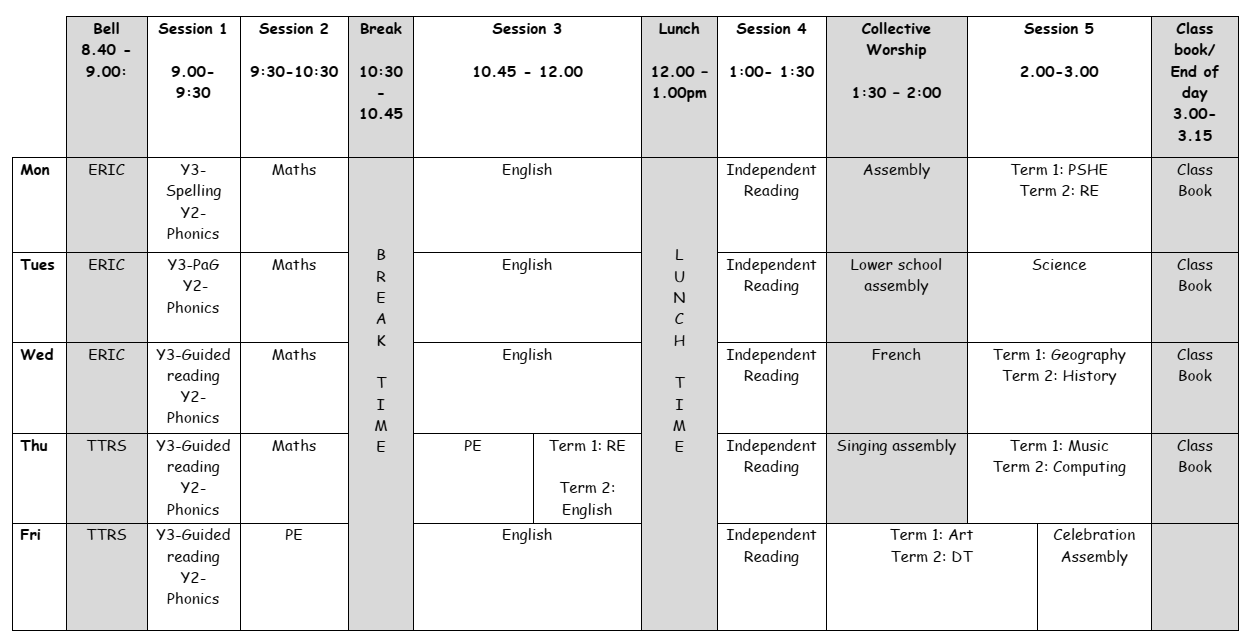 Bell
8.40 –
9.00:
Session 1
9.00-
9:30
Session 2
9:30-10:30
Break
10:30
–
10.45
Session 3
10.45 - 12.00
Lunch
12.00 –
1.00pm
Session 4
1:00- 1:30
Collective
Worship
1:30 – 2:00
Session 5
2.00-3.00
Class
book/
End of
day
3.00-
3.15
Mon
ERIC
Y3-
Spelling
Y2-
Phonics
Maths
B
R
E
A
K
T
I
M
E
English
L
U
N
C
H
T
I
M
E
Independent
Reading
Assembly
Term 1: PSHE
Term 2: RE
Class
Book
Tues
ERIC
Y3-PaG
Y2-
Phonics
Maths
English
Independent
Reading
Lower school
assembly
Science
Class
Book
Wed
ERIC
Y3-Guided
reading
Y2-
Phonics
Maths
English
Independent
Reading
French
Term 1: Geography
Term 2: History
Class
Book
Thu
TTRS
Y3-Guided
reading
Y2-
Phonics
Maths
PE
Term 1: RE
Term 2:
English
Independent
Reading
Singing assembly
Term 1: Music
Term 2: Computing
Class
Book
Fri
TTRS
Y3-Guided
reading
Y2-
Phonics
PE
English
Independent
Reading
Term 1: Art
Term 2: DT
Celebration
Assembly